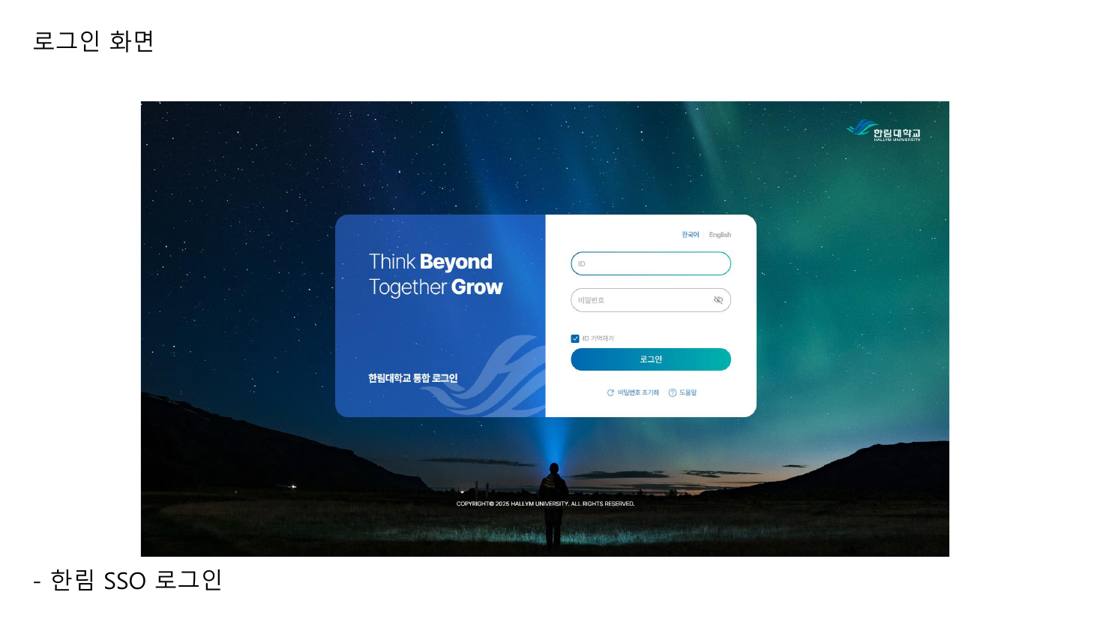 로그인 화면
한림대학교
HALLYM UNIVERSITY
한국어 English
Think Beyond
Together Grow
ID
비밀번호
ID 기억하기
로그인
한림대학교 통합 로그인
비밀번호 초기화 도움말
COPYRIGHT© 2025 HALLYM UNIVERSITY. ALL RIGHTS RESERVED.
- 한림 SSO 로그인